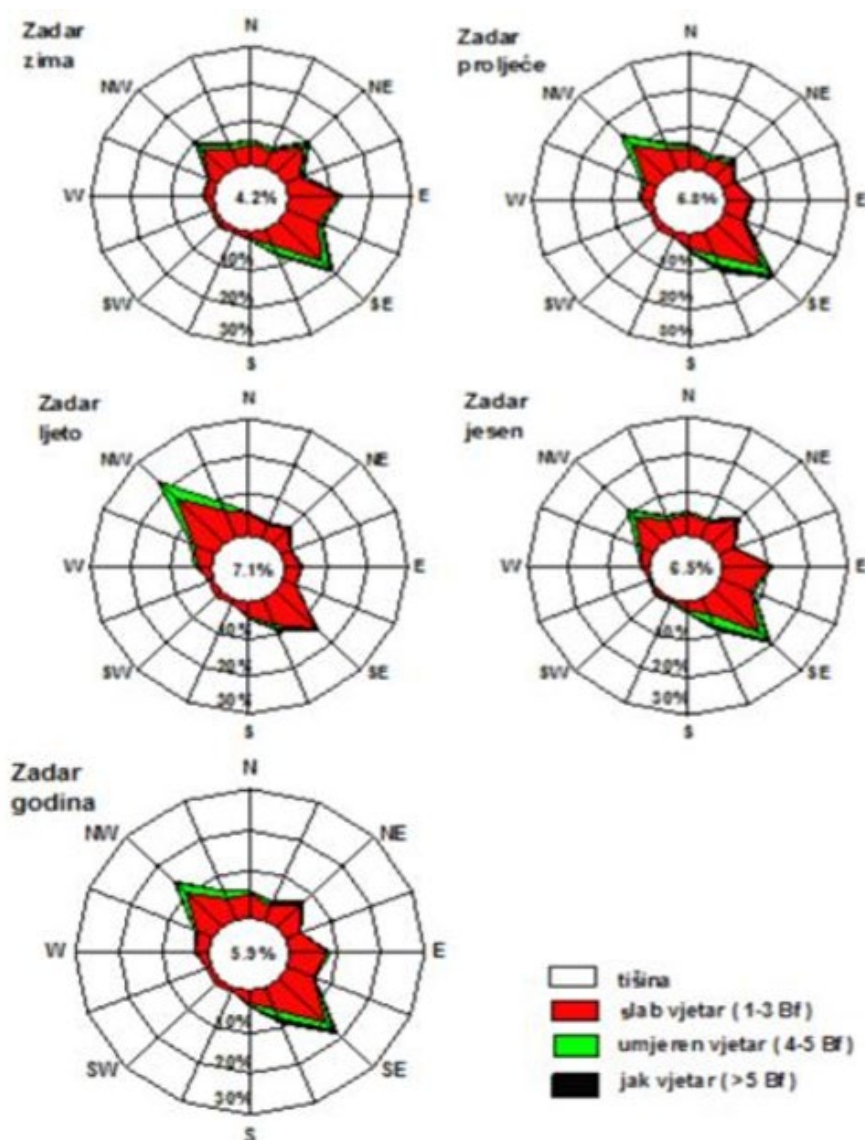 Zadar
zima
N
NE
E
SE
S
SW
W
NW
4.2%
10%
20%
30%
Zadar
proljeće
N
NE
E
SE
S
SW
W
NW
10%
20%
30%
Zadar
ljeto
N
NE
E
SE
S
SW
W
NW
7.1%
10%
20%
30%
Zadar
jesen
N
NE
E
SE
S
SW
W
NW
6.5%
10%
20%
30%
Zadar
godina
N
NE
E
SE
S
SW
W
NW
5.9%
10%
20%
30%
tišina
slab vjetar ( 1-3 Bf)
umjeren vjetar ( 4-5 Bf)
jak vjetar ( >5 Bf)